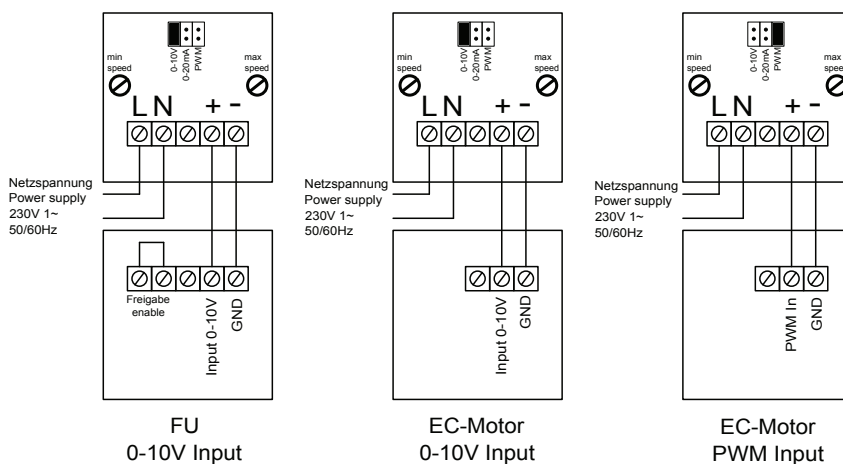 min
speed
0-10V
0-20mA
PWM
max
speed
L N + -
Netzspannung
Power supply
230V 1~
50/60Hz
Freigabe
enable
Input 0-10V
GND
FU
0-10V Input
min
speed
0-10V
0-20mA
PWM
max
speed
L N + -
Netzspannung
Power supply
230V 1~
50/60Hz
Input 0-10V
GND
EC-Motor
0-10V Input
min
speed
0-10V
0-20mA
PWM
max
speed
L N + -
Netzspannung
Power supply
230V 1~
50/60Hz
PWM In
GND
EC-Motor
PWM Input